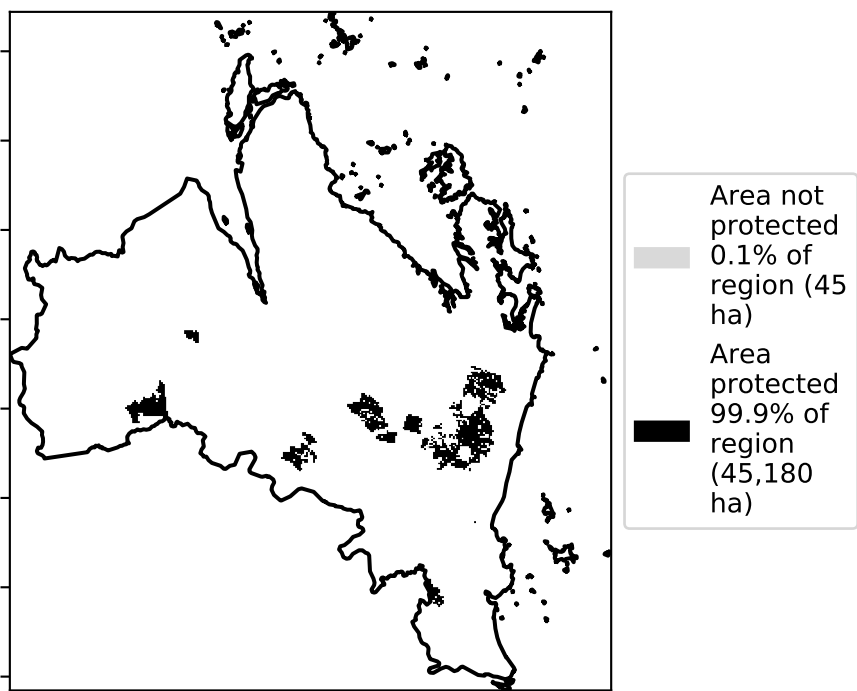 Area not
protected
0.1% of
region (45
ha)
Area
protected
99.9% of
region
(45,180
ha)